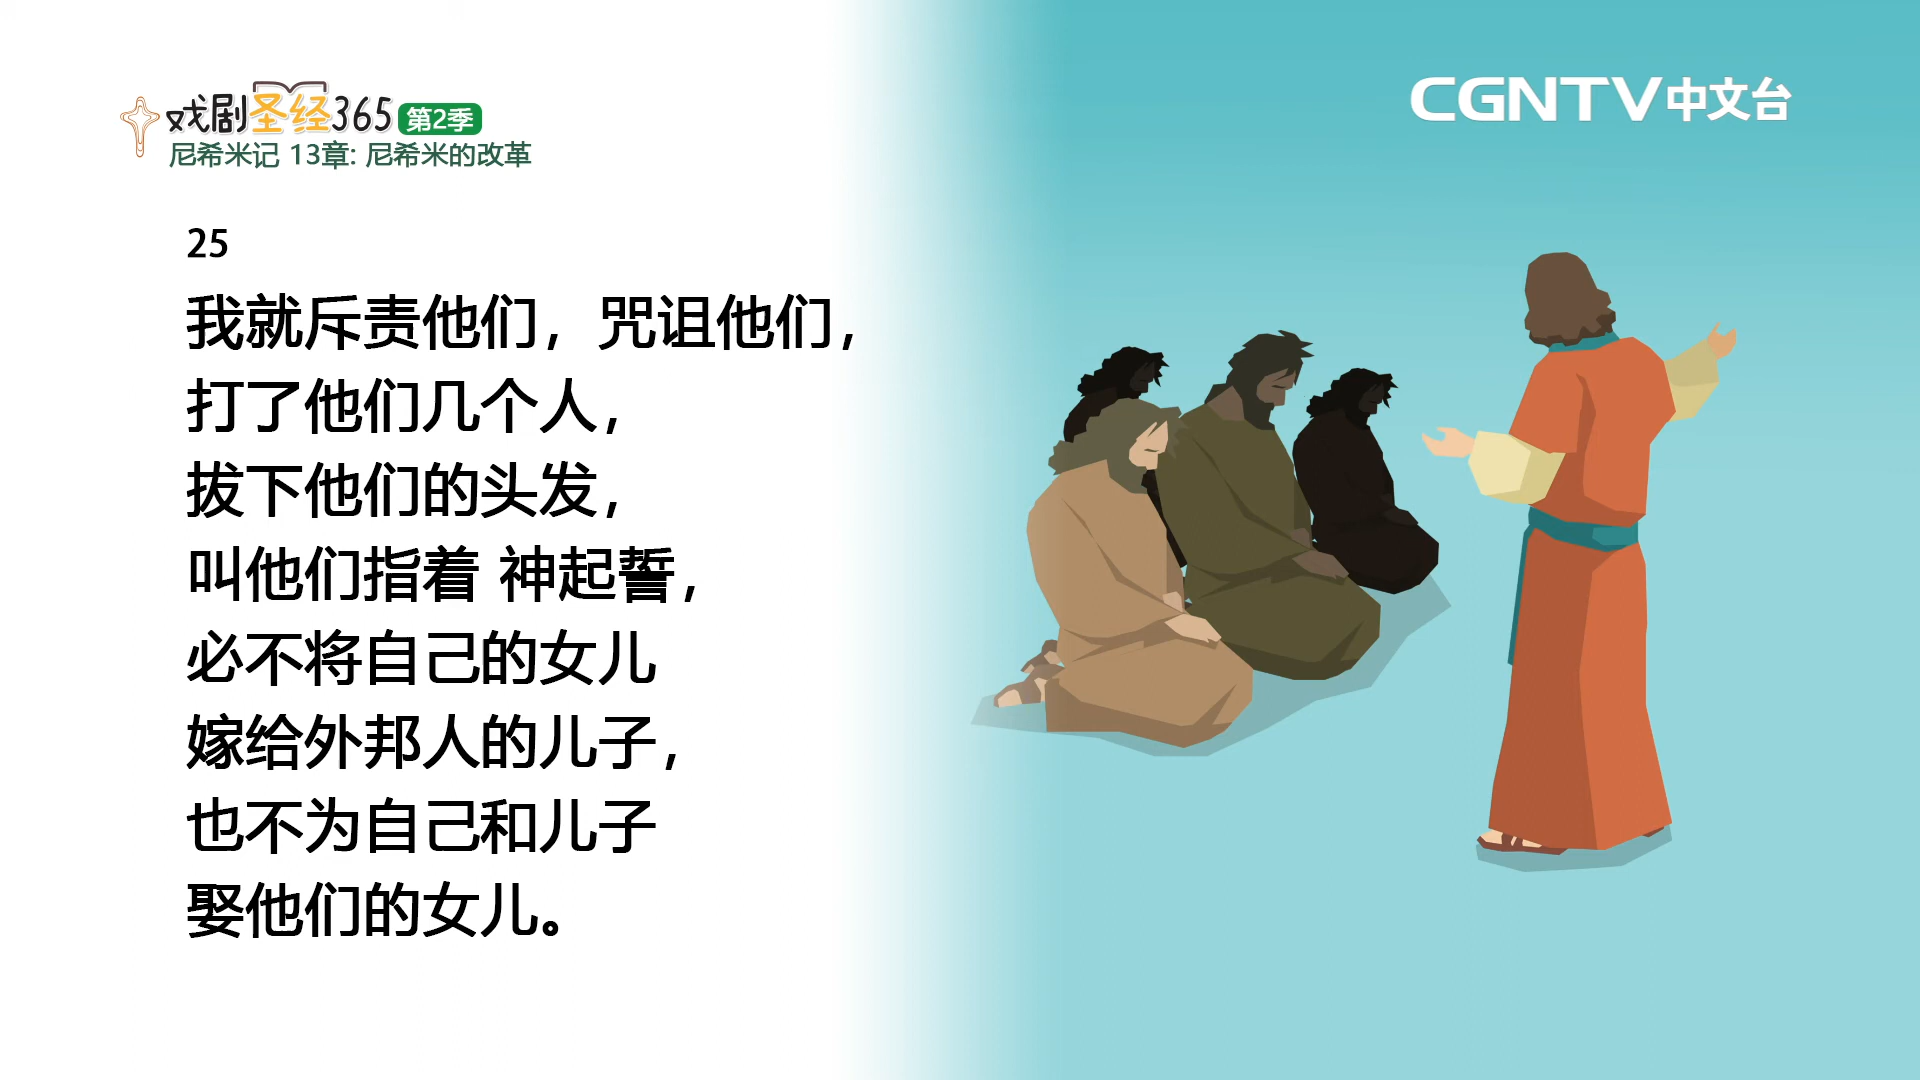 戏剧圣经365 第2季
尼希米记 13章: 尼希米的改革
CGNTV中文台
25
我就斥责他们，咒诅他们，
打了他们几个人，
拔下他们的头发，
叫他们指着 神起誓，
必不将自己的女儿
嫁给外邦人的儿子，
也不为自己和儿子
娶他们的女儿。